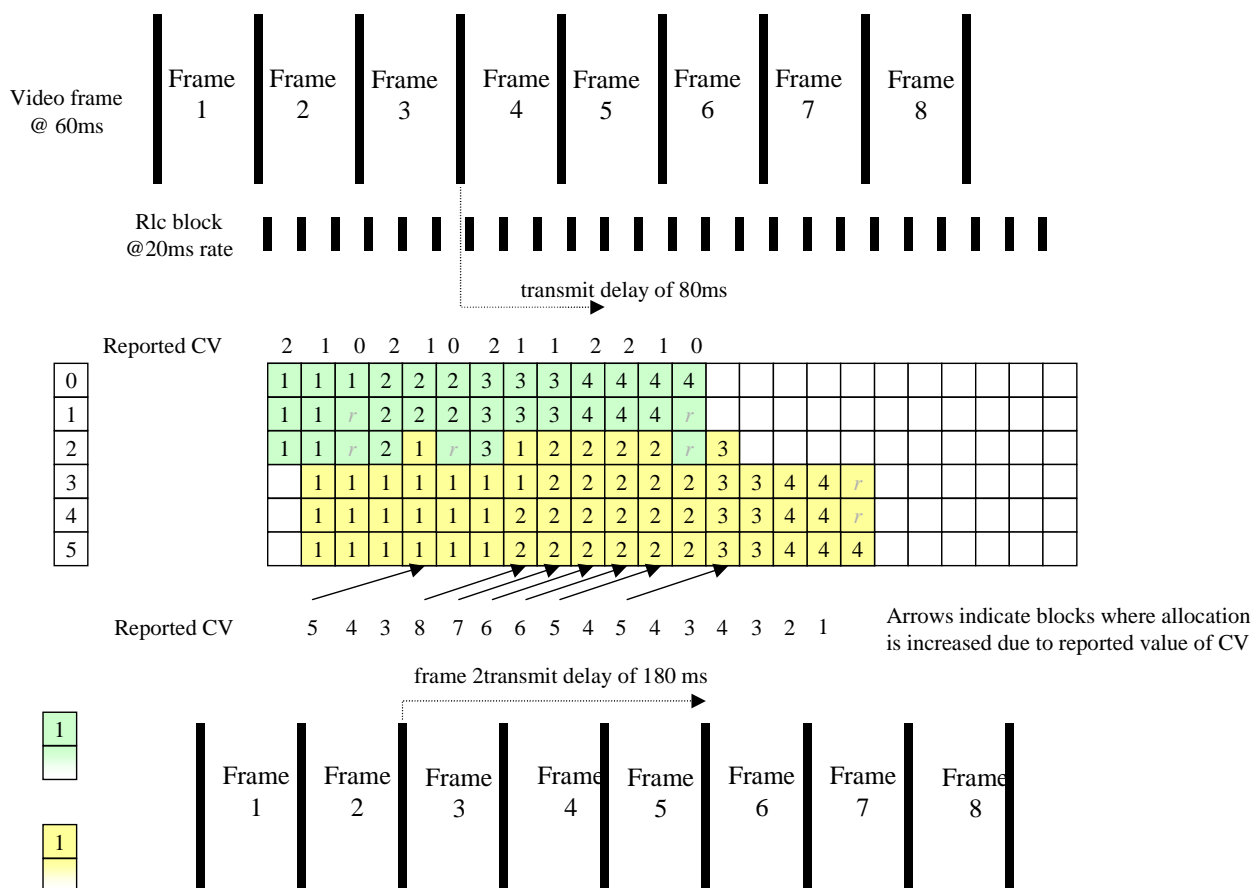 Frame 1 Frame 2 Frame 3 Frame 4 Frame 5 Frame 6 Frame 7 Frame 8
Video frame
@ 60ms
Rlc block
@20ms rate
transmit delay of 80ms
Reported CV 2 1 0 2 1 0 2 1 1 2 2 1 0
0 1 1 1 2 2 2 3 3 3 4 4 4 4
1 1 1 r 2 2 2 3 3 3 4 4 4 r
2 1 1 r 2 1 r 3 1 2 2 2 2 r 3
3 1 1 1 1 1 1 1 2 2 2 2 2 3 3 4 4 r
4 1 1 1 1 1 1 2 2 2 2 2 2 3 3 4 4 r
5 1 1 1 1 1 1 2 2 2 2 2 2 3 3 4 4 4
Reported CV 5 4 3 8 7 6 6 5 4 5 4 3 4 3 2 1
Arrows indicate blocks where allocation
is increased due to reported value of CV
frame 2transmit delay of 180 ms
1
Frame 1 Frame 2 Frame 3 Frame 4 Frame 5 Frame 6 Frame 7 Frame 8
1